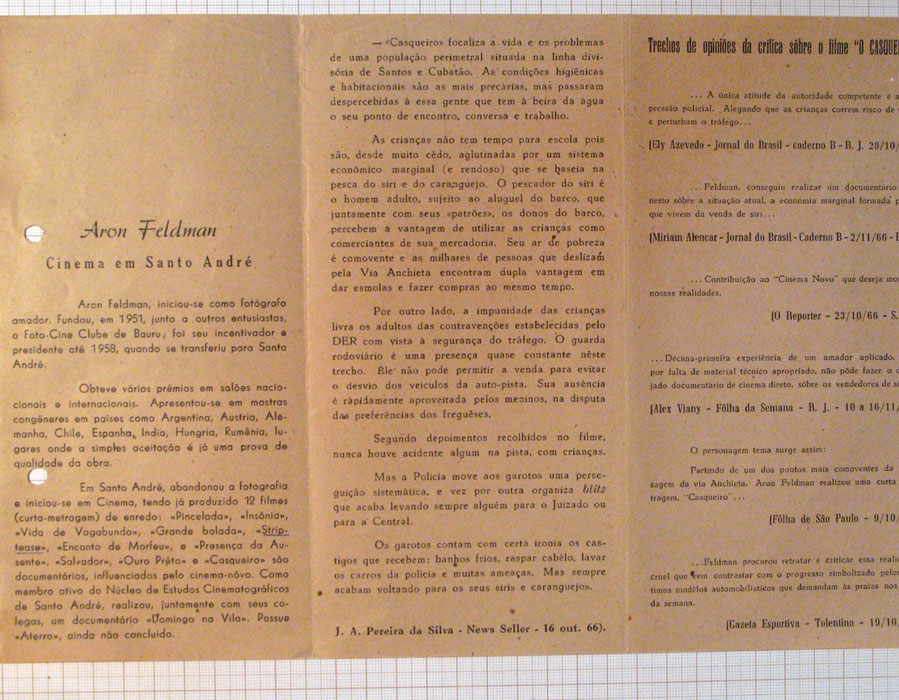 Aron Feldman
Cinema em Santo André
Aron Feldman, iniciou-se como fotógrafo
amador. Fundou, em 1951, junto a outros entusiastas,
o Foto-Cine Clube de Bauru; foi seu incentivador e
presidente até 1958, quando se transferiu para Santo
André.
Obteve vários prêmios em salões nacio-
cionais e internacionais. Apresentou-se em mostras
congêneres em países como Argentina, Austria, Ale-
manha, Chile, Espanha, India, Hungria, Rumênia, lu-
gares onde a simples aceitação é já uma prova de
qualidade da obra.
Em Santo André, abandonou a fotografia
e iniciou-se em Cinema, tendo já produzido 12 filmes
(curta-metragem) de enredo: «Pincelada», «Insônia»,
«Vida de Vagabundo», «Grande bolada», «Strip-
tease», «Encanto de Morfeu», e «Presença da Au-
sente». «Salvador», «Ouro Prêto» e «Casqueiro» são
documentários, influenciados pelo cinema-nôvo. Como
membro ativo do Núcleo de Estudos Cinematográficos
de Santo André, realizou, juntamente com seus co-
legas, um documentário «Domingo na Vila». Possue
«Aterro», ainda não concluido.
— «Casqueiro» focaliza a vida e os problemas
de uma população perimetral situada na linha divi-
sória de Santos e Cubatão. As condições higiênicas
e habitacionais são as mais precárias, mas passaram
despercebidas à essa gente que tem à beira da água
o seu ponto de encontro, conversa e trabalho.
As crianças não tem tempo para escola pois
são, desde muito cêdo, aglutinadas por um sistema
econômico marginal (e rendoso) que se baseia na
pesca do siri e do caranguejo. O pescador do siri é
o homem adulto, sujeito ao aluguel do barco, que
juntamente com seus «patrões», os donos do barco,
percebem a vantagem de utilizar as crianças como
comerciantes de sua mercadoria. Seu ar de pobreza
é comovente e as milhares de pessoas que deslizam
pela Via Anchieta encontram dupla vantagem em
dar esmolas e fazer compras ao mesmo tempo.
Por outro lado, a impunidade das crianças
livra os adultos das contravenções estabelecidas pelo
DER com vista à segurança do tráfego. O guarda
rodoviário é uma presença quase constante nêste
trecho. Ele não pode permitir a venda para evitar
o desvio dos veiculos da auto-pista. Sua ausência
é ràpidamente aproveitada pelos meninos, na disputa
das preferências dos freguêses.
Segundo depoimentos recolhidos no filme,
nunca houve acidente algum na pista, com crianças.
Mas a Policia move aos garotos uma perse-
guição sistemática, e vez por outra organiza blitz
que acaba levando sempre alguém para o Juizado ou
para a Central.
Os garotos contam com certa ironia os cas-
tigos que recebem: banhos frios, raspar cabêlo, lavar
os carros da policia e muitas ameaças. Mas sempre
acabam voltando para os seus siris e caranguejos.
J. A. Pereira da Silva - News Seller - 16 out. 66).
Trechos de opiniões da crítica sôbre o filme "O CASQUE
... A única atitude da autoridade competente é a
pressão policial. Alegando que as crianças correm risco de
e perturbam o tráfego...
(Ely Azevedo - Jornal do Brasil - caderno B - R. J. 28/10/
... Feldman, conseguiu realizar um documentário
nesto sôbre a situação atual, a economia marginal formada p
que vivem da venda de siri...
(Miriam Alencar - Jornal do Brasil - Caderno B - 2/11/66 -
... Contribuição ao "Cinema Novo" que deseja mo
nossas realidades.
(O Reporter - 23/10/66 - S.
... Décima-primeira experiência de um amador aplicado,
por falta de material técnico apropriado, não pôde fazer o
jado documentário de cinema direto, sôbre os vendedores de si
(Alex Viany - Fôlha da Semana - R. J. - 10 a 16/11/
O personagem tema surge assim:
Partindo de um dos pontos mais comoventes da
sagem da via Anchieta. Aron Feldman realizou uma curta
tragem, "Casqueiro"...
(Fôlha de São Paulo - 9/10/
...Feldman procurou retratar e criticar essa reali
cruel que vem contrastar com o progresso simbolizado pelos
timos modêlos automobilísticos que demandam às praias nos
da semana.
(Gazeta Esportiva - Tolentino - 19/10/